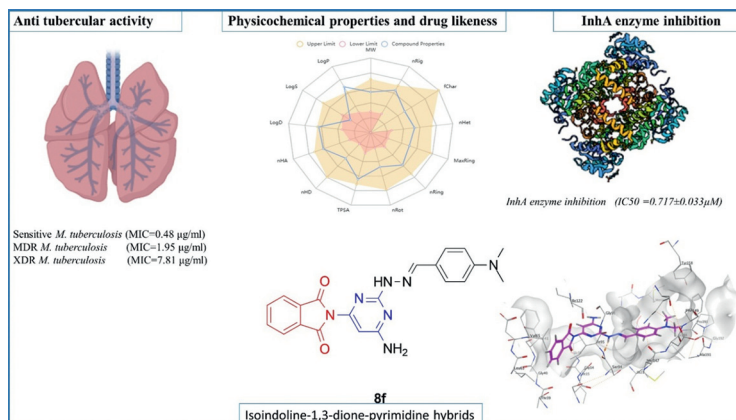 Anti tubercular activity
Physicochemical properties and drug likeness
InhA enzyme inhibition
Upper Limit
Lower Limit
Compound Properties
MW
LogP
nRig
LogS
fChar
LogD
nHet
nHA
MaxRing
nHD
nRing
TPSA
nRot
InhA enzyme inhibition (IC50 =0.717±0.033μM)
Sensitive M. tuberculosis (MIC=0.48 μg/ml)
MDR M. tuberculosis (MIC=1.95 μg/ml)
XDR M. tuberculosis (MIC=7.81 μg/ml)
O
N
O
N
N
NH₂
HN
N
N
8f
Isoindoline-1,3-dione-pyrimidine hybrids